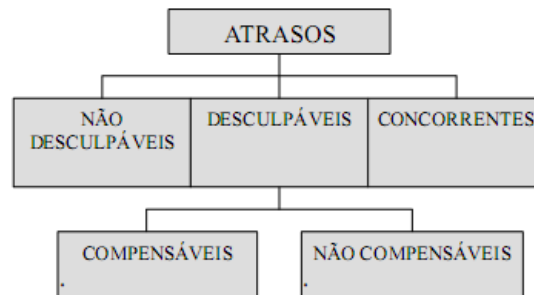 ATRASOS
NÃO
DESCULPÁVEIS
DESCULPÁVEIS
CONCORRENTES
COMPENSÁVEIS
.
NÃO COMPENSÁVEIS
.